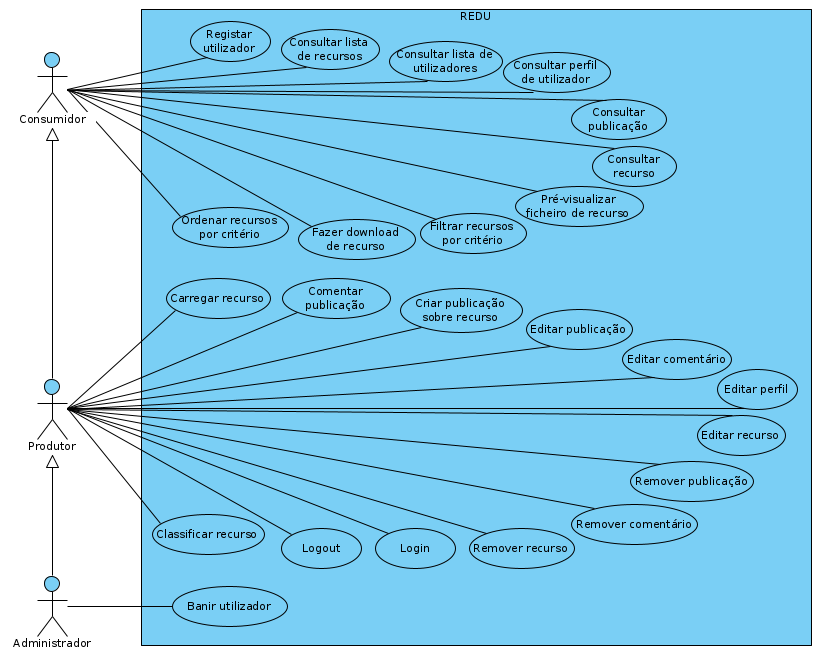 REDU
Registar
utilizador
Consultar lista
de recursos
Consultar lista de
utilizadores
Consultar perfil
de utilizador
Consultar
publicação
Consumidor
Consultar
recurso
Pré-visualizar
ficheiro de recurso
Ordenar recursos
por critério
Fazer download
de recurso
Filtrar recursos
por critério
Carregar recurso
Comentar
publicação
Criar publicação
sobre recurso
Editar publicação
Editar comentário
Editar perfil
Editar recurso
Produtor
Remover publicação
Remover comentário
Classificar recurso
Logout
Login
Remover recurso
Banir utilizador
Administrador